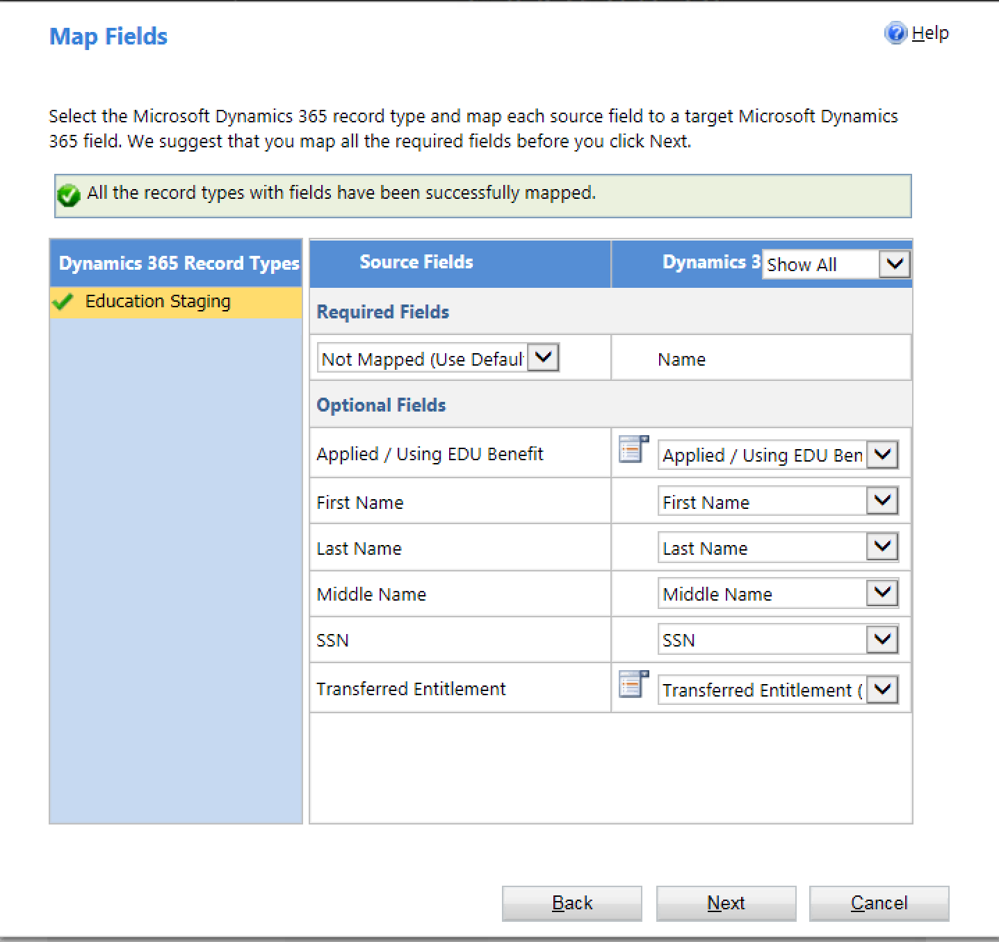 Map Fields
Help
Select the Microsoft Dynamics 365 record type and map each source field to a target Microsoft Dynamics
365 field. We suggest that you map all the required fields before you click Next.
All the record types with fields have been successfully mapped.
Dynamics 365 Record Types
Source Fields
Dynamics 3
Show All
Education Staging
Required Fields
Not Mapped (Use Defaul
Name
Optional Fields
Applied / Using EDU Benefit
Applied / Using EDU Ben
First Name
First Name
Last Name
Last Name
Middle Name
Middle Name
SSN
SSN
Transferred Entitlement
Transferred Entitlement (
Back
Next
Cancel